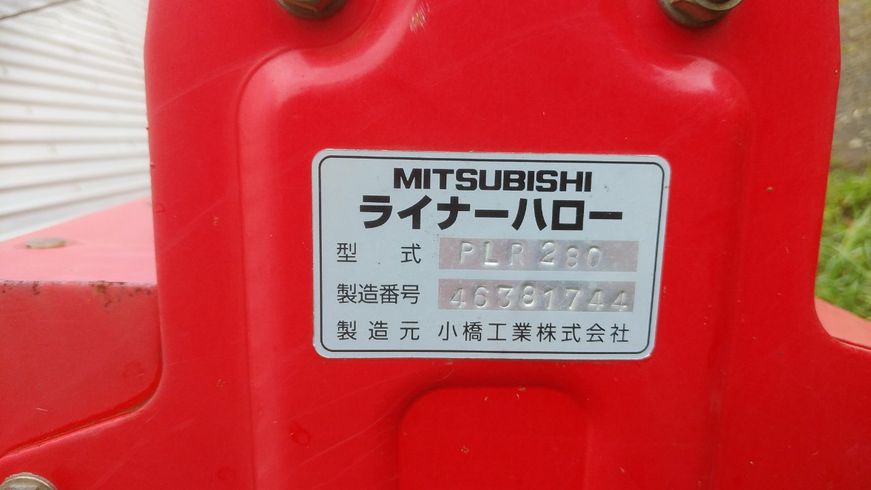 MITSUBISHI
ライナーハロー
型 式 PLR280
製造番号 46381744
製造元 小橋工業株式会社